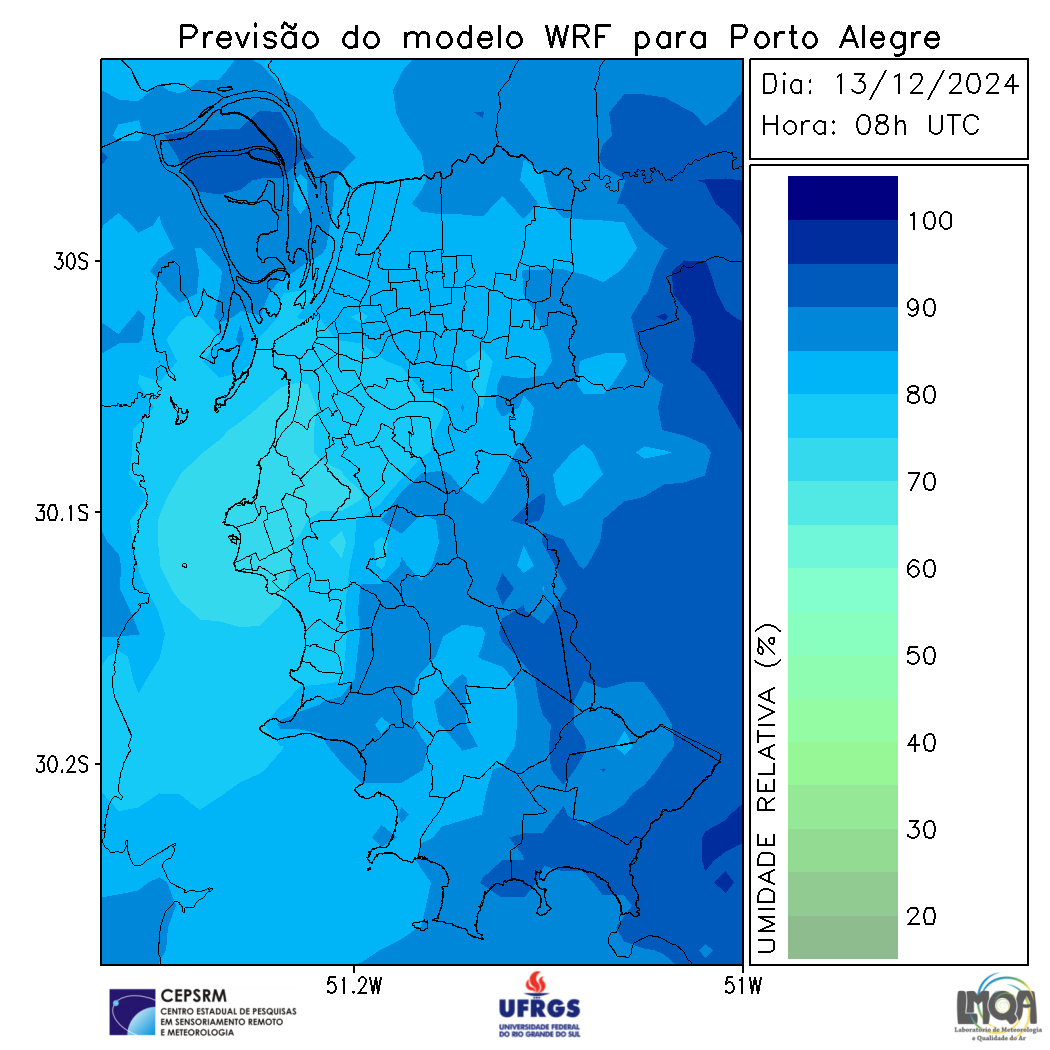 Previsão do modelo WRF para Porto Alegre
Dia: 13/12/2024
Hora: 08h UTC
30S
30.1S
30.2S
51.2W
51W
UMIDADE RELATIVA (%)
100
90
80
70
60
50
40
30
20
CEPSRM
CENTRO ESTADUAL DE PESQUISAS
EM SENSORIAMENTO REMOTO
E METEOROLOGIA
UFRGS
UNIVERSIDADE FEDERAL
DO RIO GRANDE DO SUL
LMQA
Laboratório de Meteorologia
e Qualidade do Ar